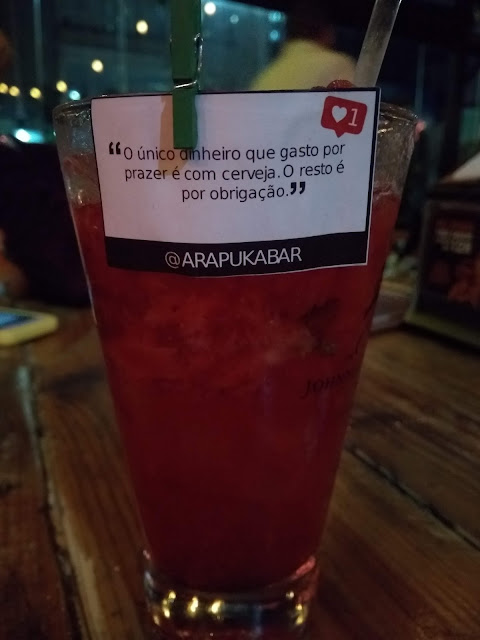 1
“O único dinheiro que gasto por
prazer é com cerveja. O resto é
por obrigação.”
@ARAPUKABAR